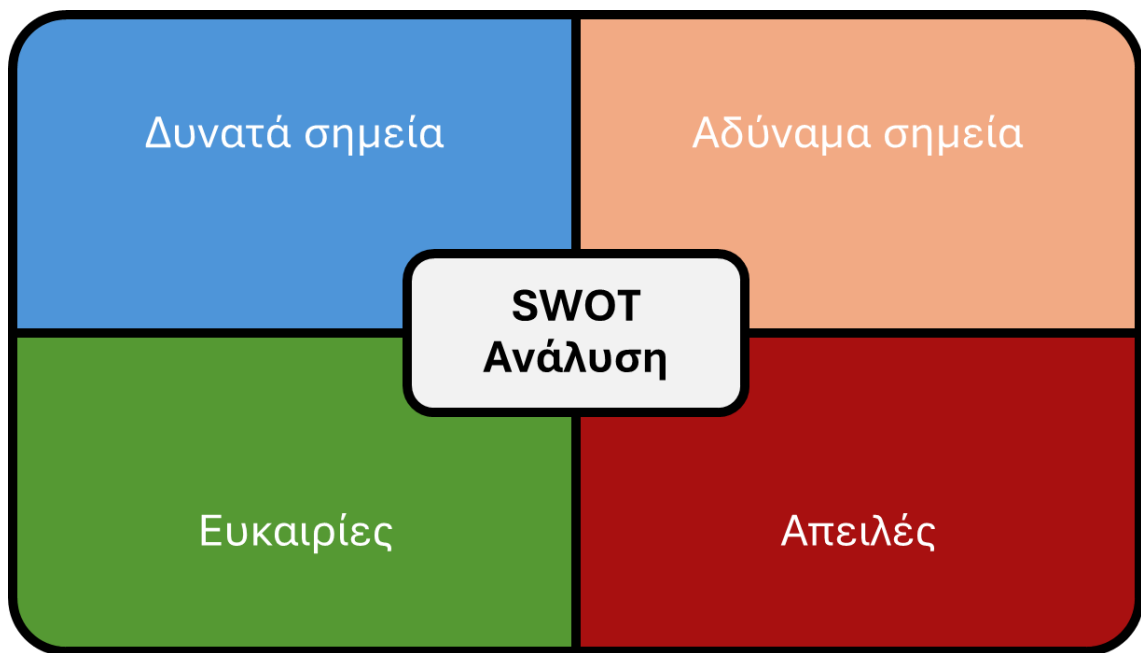 Δυνατά σημεία
Αδύναμα σημεία
SWOT
Ανάλυση
Ευκαιρίες
Απειλές